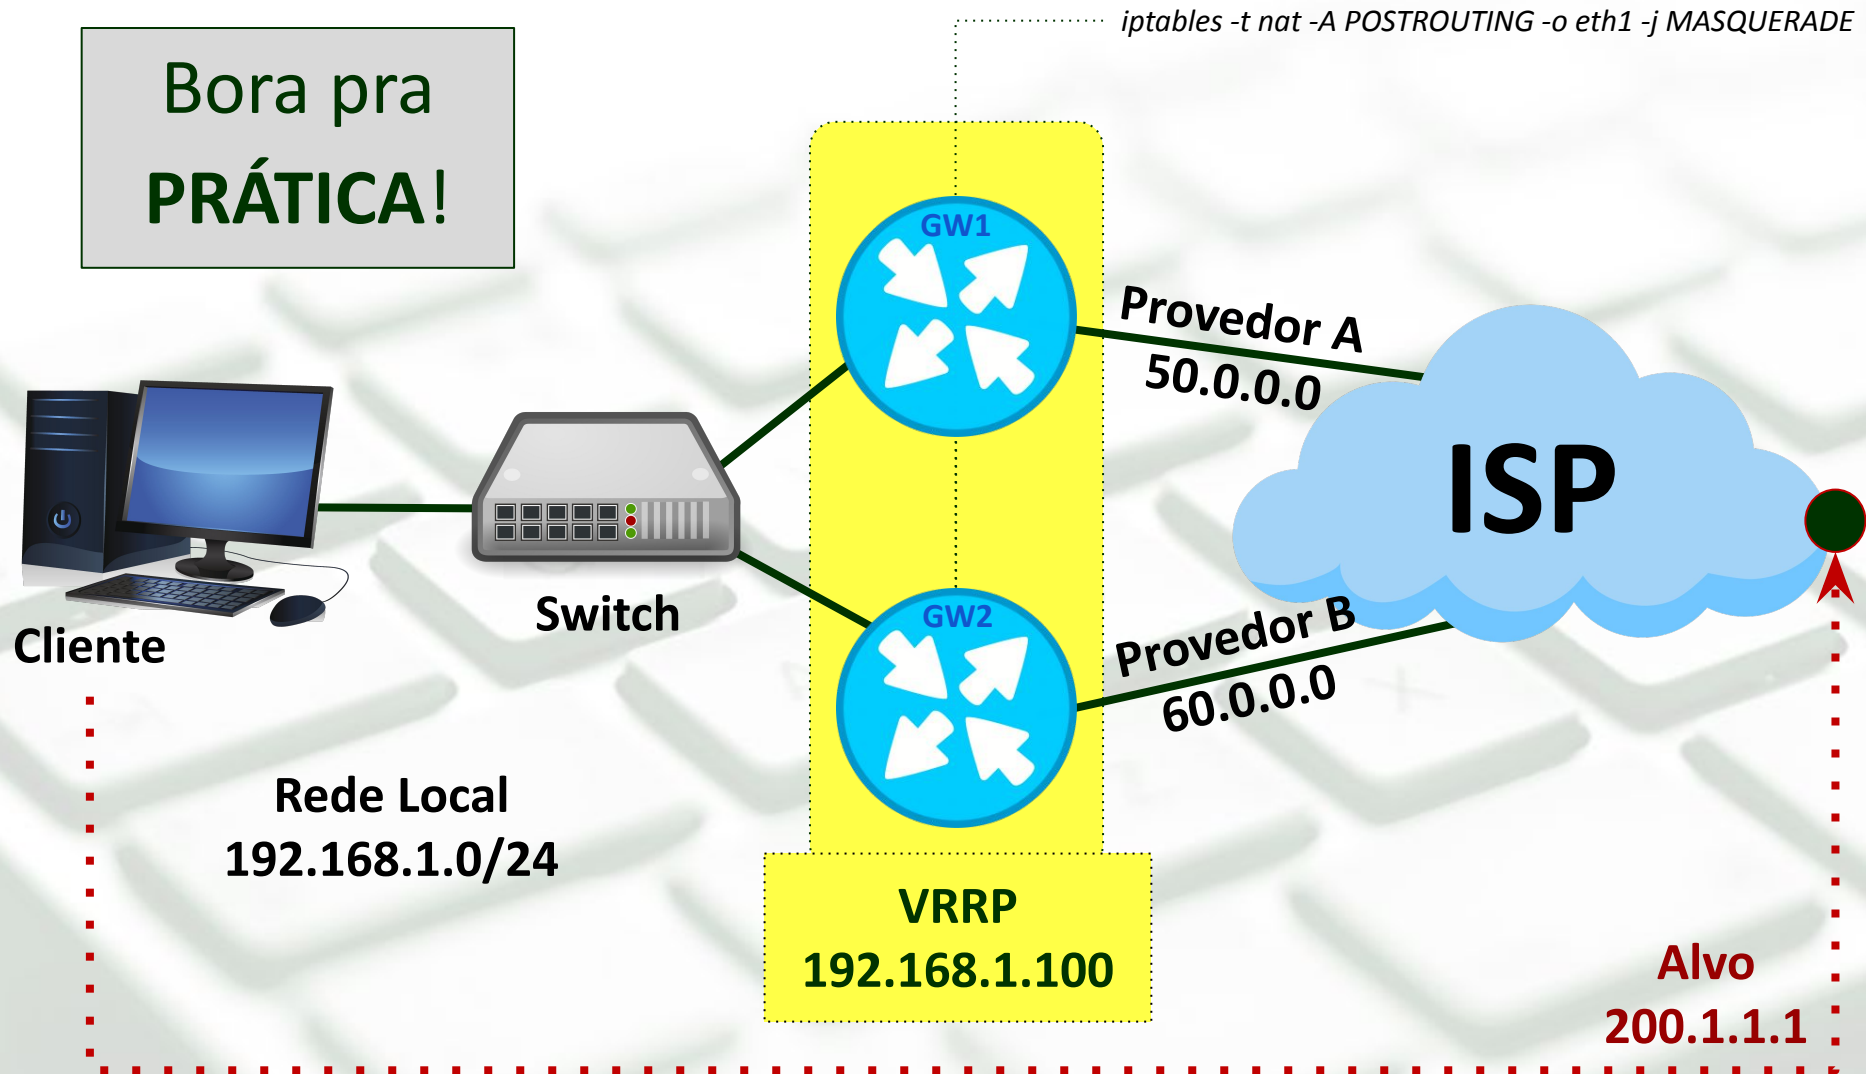 iptables -t nat -A POSTROUTING -o eth1 -j MASQUERADE
Bora pra
PRÁTICA!
GW1
Provedor A
50.0.0.0
ISP
Switch
GW2
Provedor B
60.0.0.0
Cliente
Rede Local
192.168.1.0/24
VRRP
192.168.1.100
Alvo
200.1.1.1